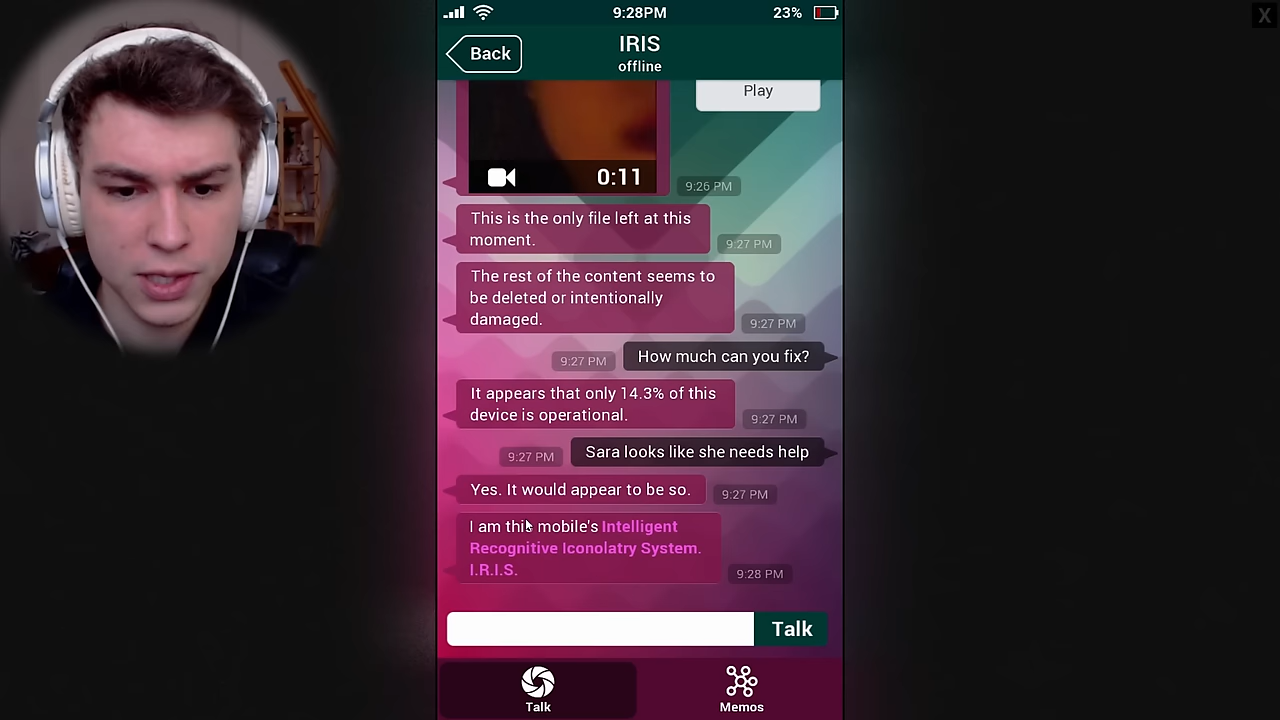 9:28PM
23%
X
Back
IRIS
offline
Play
0:11
9:26 PM
This is the only file left at this
moment.
9:27 PM
The rest of the content seems to
be deleted or intentionally
damaged.
9:27 PM
9:27 PM
How much can you fix?
It appears that only 14.3% of this
device is operational.
9:27 PM
9:27 PM
Sara looks like she needs help
Yes. It would appear to be so.
9:27 PM
I am this mobile's Intelligent
Recognitive Iconolatry System.
I.R.I.S.
9:28 PM
Talk
Talk
Memos